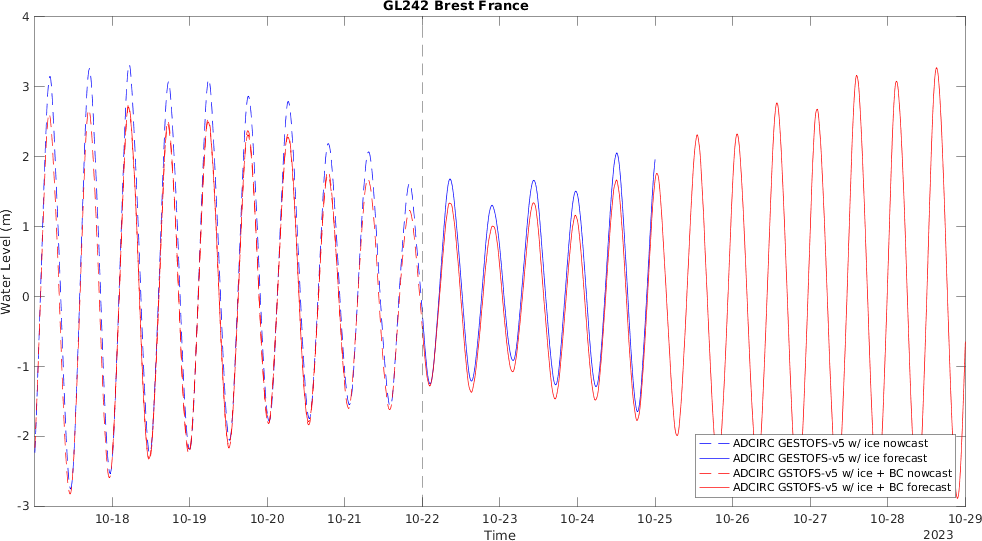 GL242 Brest France
4
3
2
1
0
-1
-2
-3
Water Level (m)
ADCIRC GESTOFS-v5 w/ ice nowcast
ADCIRC GESTOFS-v5 w/ ice forecast
ADCIRC GSTOFS-v5 w/ ice + BC nowcast
ADCIRC GSTOFS-v5 w/ ice + BC forecast
10-18 10-19 10-20 10-21 10-22 10-23 10-24 10-25 10-26 10-27 10-28 10-29
Time
2023